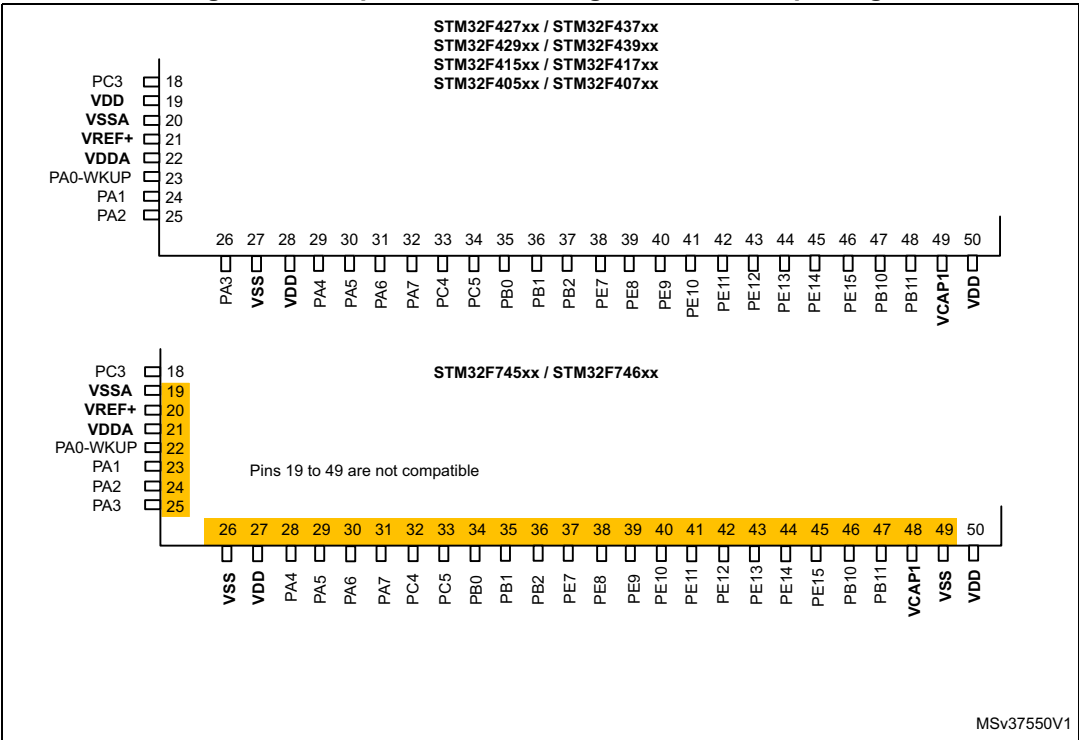 STM32F427xx / STM32F437xx
STM32F429xx / STM32F439xx
STM32F415xx / STM32F417xx
STM32F405xx / STM32F407xx
PC3 18
VDD 19
VSSA 20
VREF+ 21
VDDA 22
PA0-WKUP 23
PA1 24
PA2 25
26 27 28 29 30 31 32 33 34 35 36 37 38 39 40 41 42 43 44 45 46 47 48 49 50
PA3 VSS VDD PA4 PA5 PA6 PA7 PC4 PC5 PB0 PB1 PB2 PE7 PE8 PE9 PE10 PE11 PE12 PE13 PE14 PE15 PB10 PB11 VCAP1 VDD
STM32F745xx / STM32F746xx
PC3 18
VSSA 19
VREF+ 20
VDDA 21
PA0-WKUP 22
PA1 23
PA2 24
PA3 25
Pins 19 to 49 are not compatible
26 27 28 29 30 31 32 33 34 35 36 37 38 39 40 41 42 43 44 45 46 47 48 49 50
VSS VDD PA4 PA5 PA6 PA7 PC4 PC5 PB0 PB1 PB2 PE7 PE8 PE9 PE10 PE11 PE12 PE13 PE14 PE15 PB10 PB11 VCAP1 VSS VDD
MSv37550V1